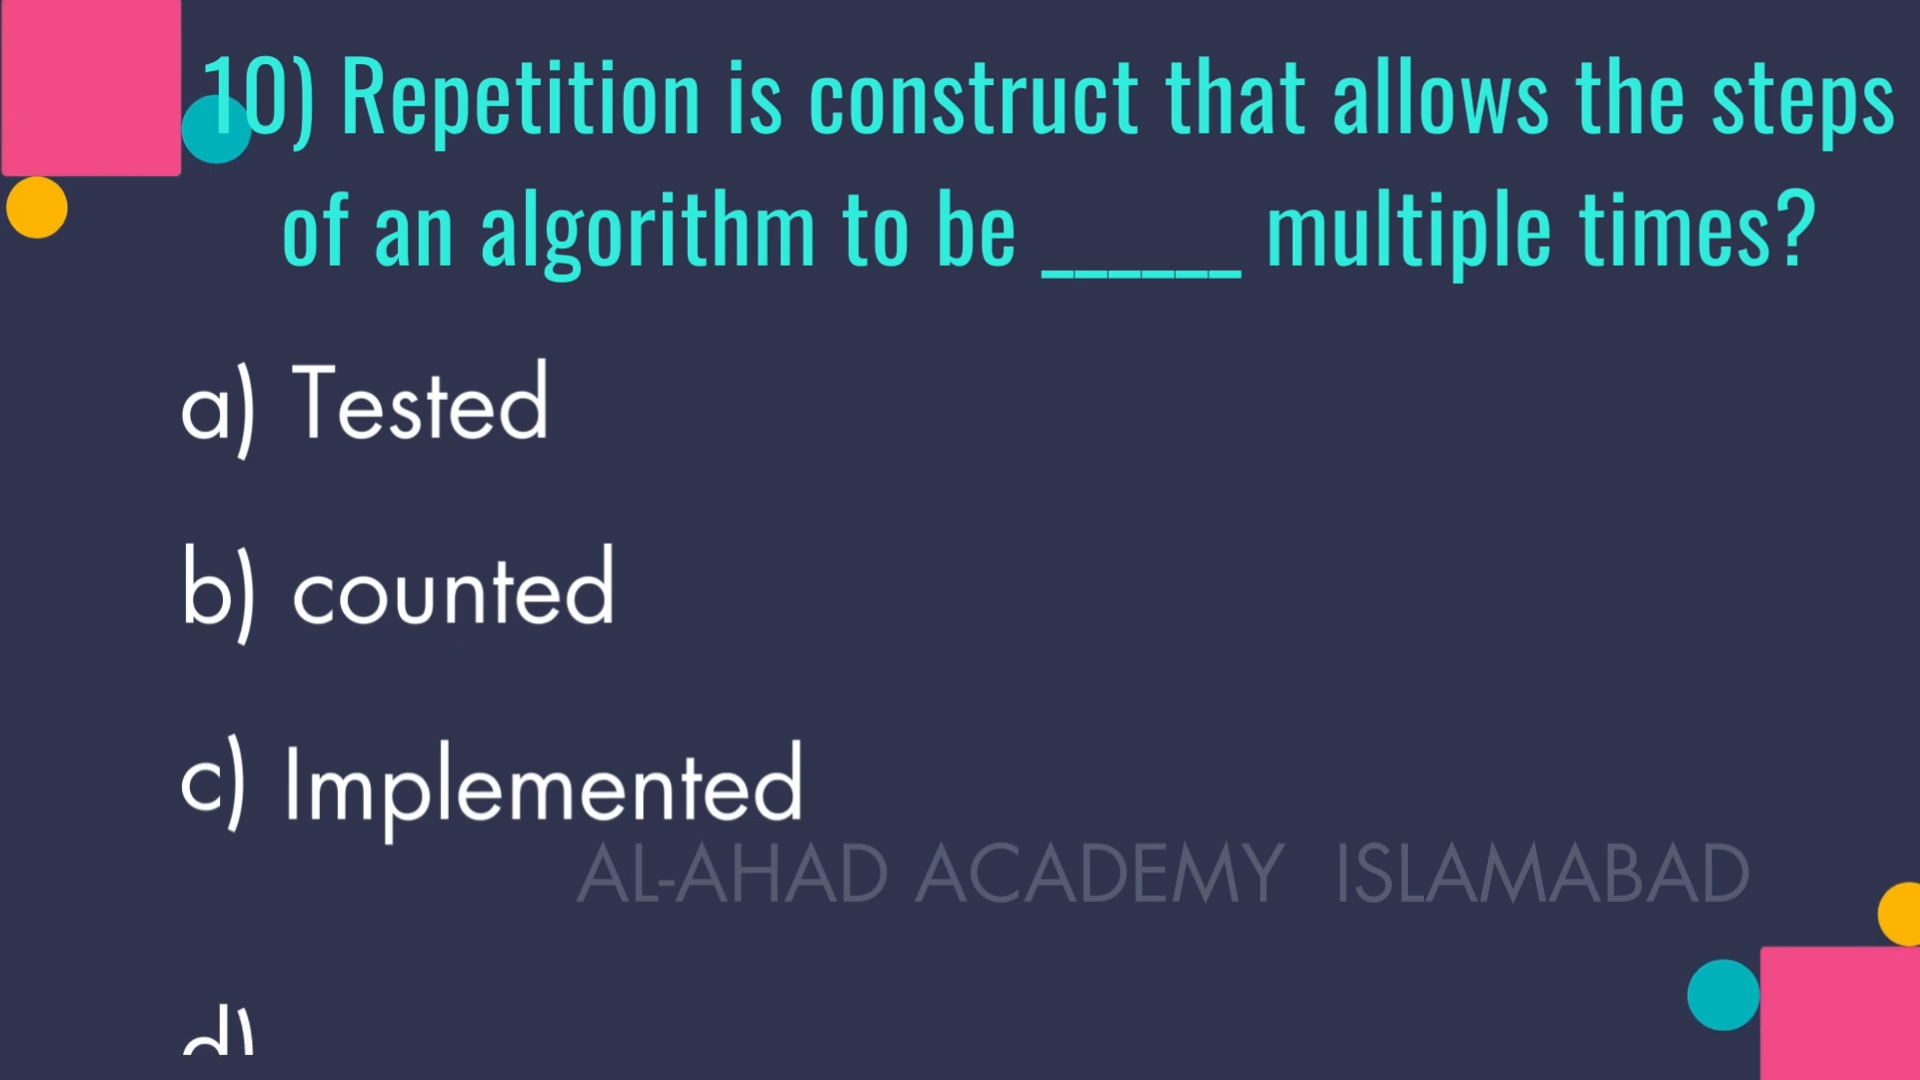 10) Repetition is construct that allows the steps
of an algorithm to be ______ multiple times?
a) Tested
b) counted
c) Implemented
AL-AHAD ACADEMY ISLAMABAD
d)